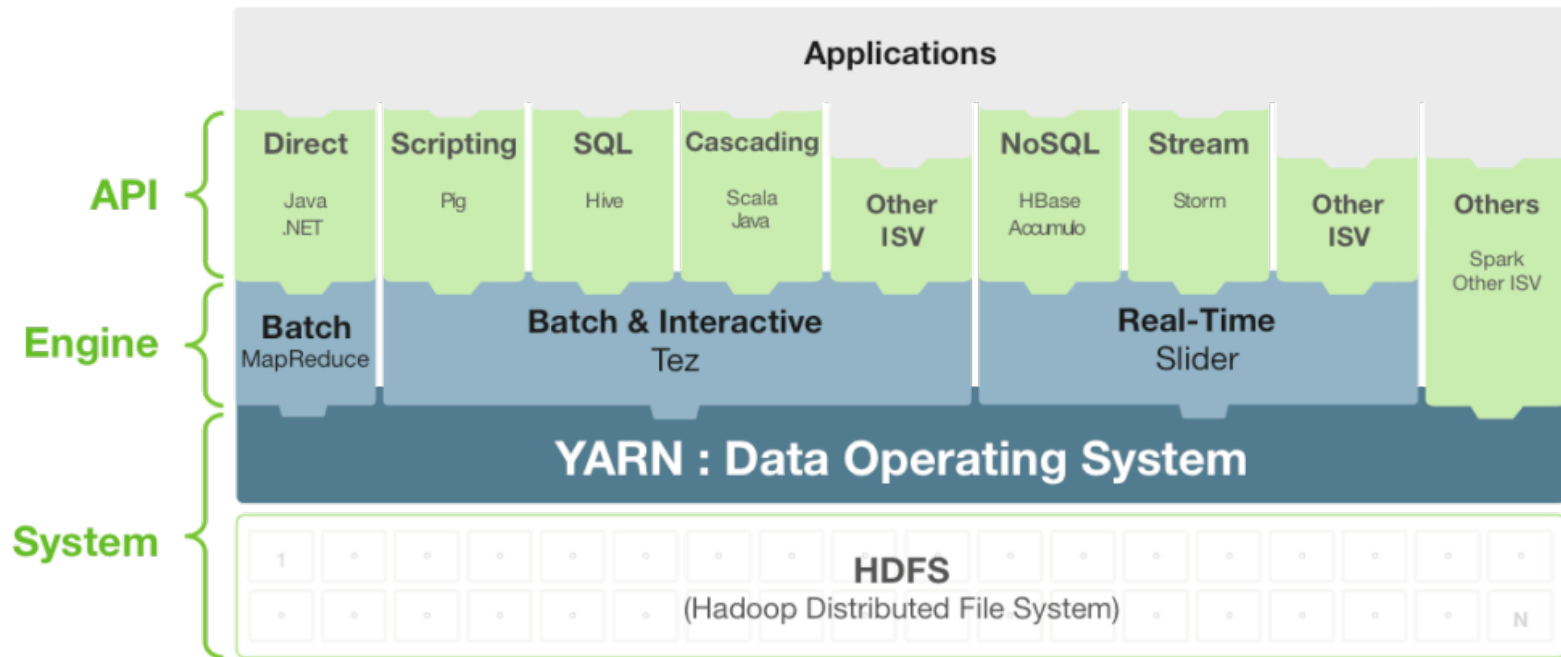 Applications
API
Direct
Java
.NET
Scripting
Pig
SQL
Hive
Cascading
Scala
Java
Other
ISV
NoSQL
HBase
Accumulo
Stream
Storm
Other
ISV
Others
Spark
Other ISV
Engine
Batch
MapReduce
Batch & Interactive
Tez
Real-Time
Slider
System
YARN : Data Operating System
1
HDFS
(Hadoop Distributed File System)
N